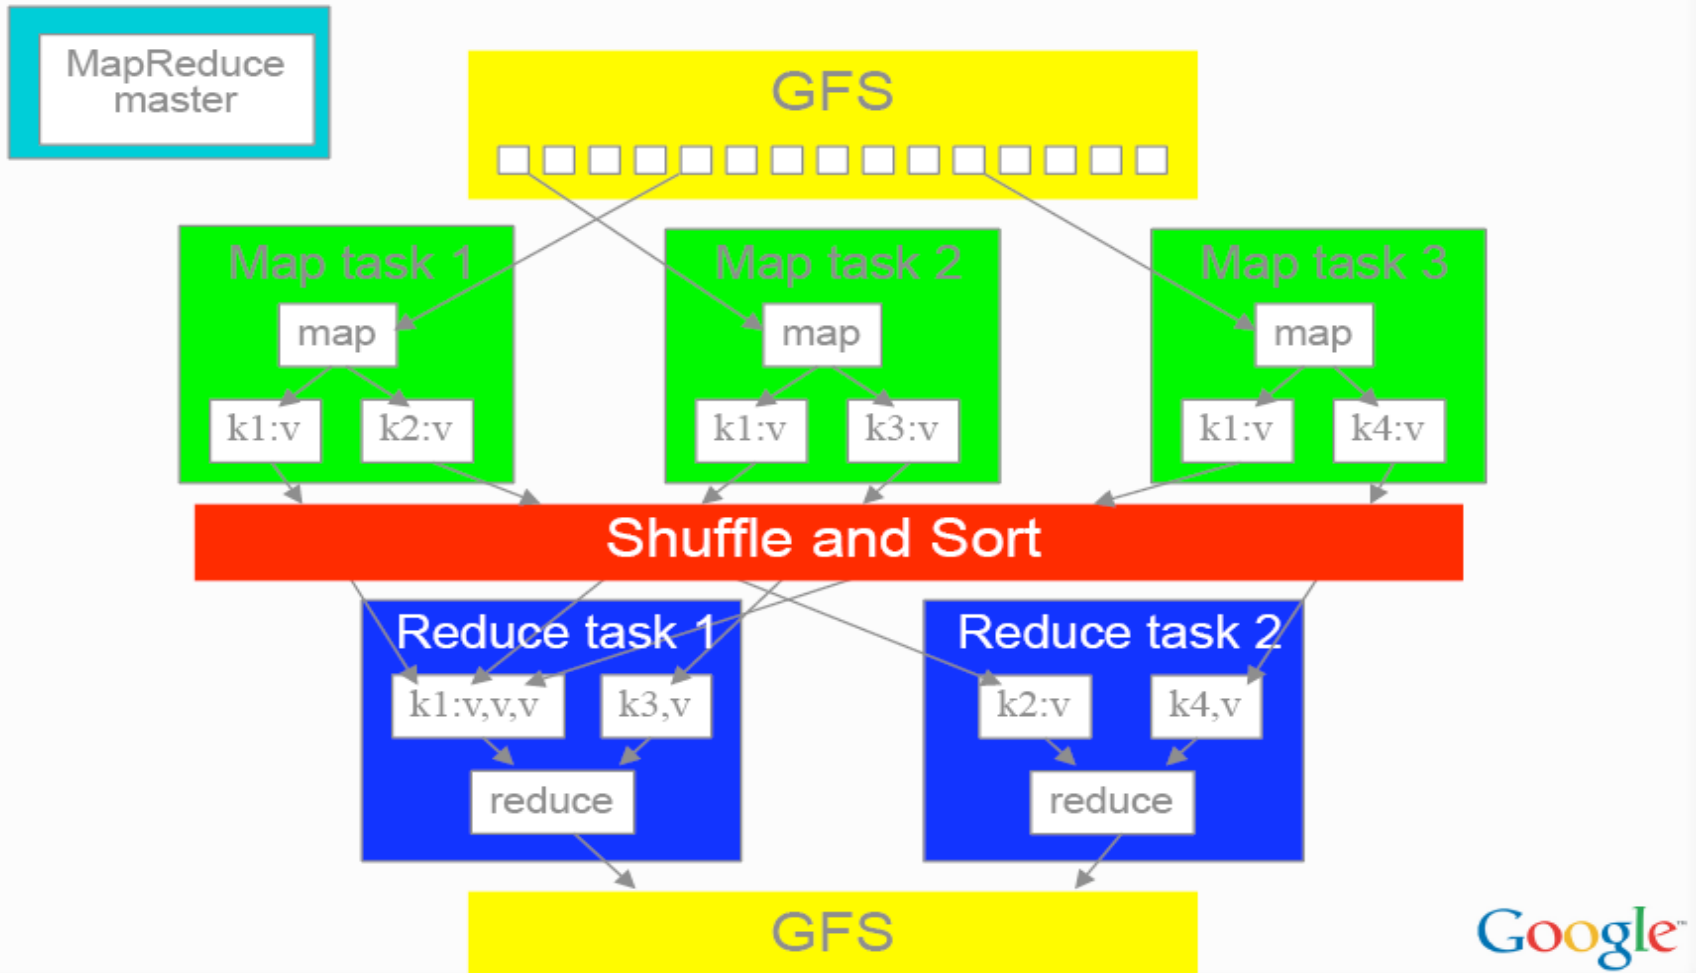 MapReduce
master
GFS
Map task 1
Map task 2
Map task 3
map
map
map
k1:v
k2:v
k1:v
k3:v
k1:v
k4:v
Shuffle and Sort
Reduce task 1
Reduce task 2
k1:v,v,v
k3,v
k2:v
k4,v
reduce
reduce
GFS
Google™